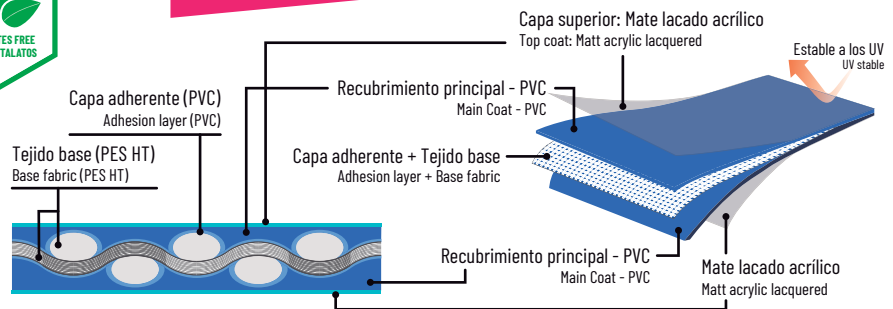 TES FREE
TALATOS
Capa superior: Mate lacado acrílico
Top coat: Matt acrylic lacquered
Estable a los UV
UV stable
Recubrimiento principal - PVC
Main Coat - PVC
Capa adherente (PVC)
Adhesion layer (PVC)
Tejido base (PES HT)
Base fabric (PES HT)
Capa adherente + Tejido base
Adhesion layer + Base fabric
Recubrimiento principal - PVC
Main Coat - PVC
Mate lacado acrílico
Matt acrylic lacquered